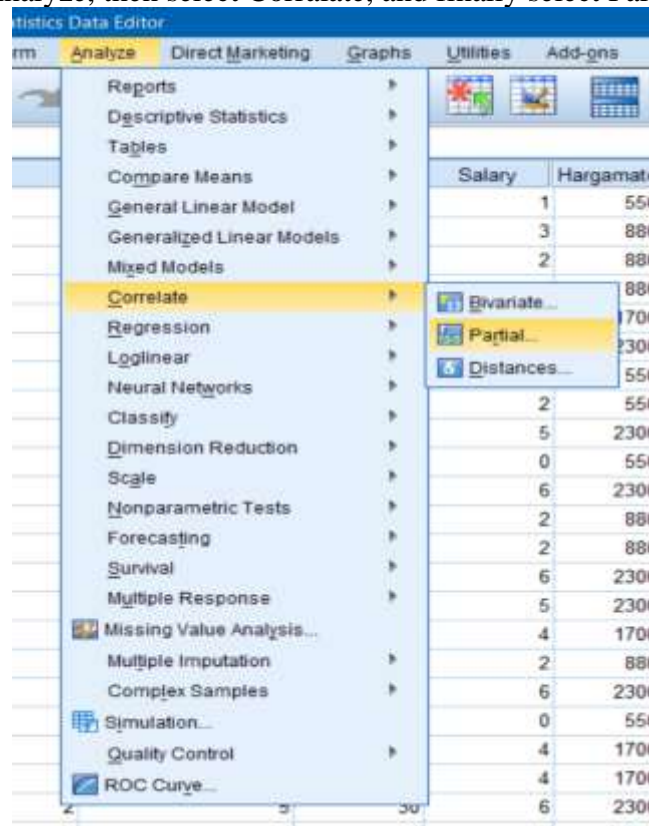 then select Correlate, and finally select
Statistics Data Editor
Analyze Direct Marketing Graphs Utilities Add-ons
Reports
Descriptive Statistics
Tables
Compare Means Salary Hargamat
General Linear Model 1 550
Generalized Linear Models 3 880
Mixed Models 2 880
Correlate 880
Bivariate...
Regression 1700
Partial...
Loglinear 2300
Distances...
Neural Networks 550
Classify 2 550
Dimension Reduction 5 2300
Scale 0 550
6 2300
Nonparametric Tests 2 880
Forecasting 2 880
Survival 6 2300
Multiple Response 5 2300
Missing Value Analysis... 4 1700
Multiple Imputation 2 880
Complex Samples 6 2300
Simulation... 0 550
Quality Control 4 1700
ROC Curve... 4 1700
6 2300